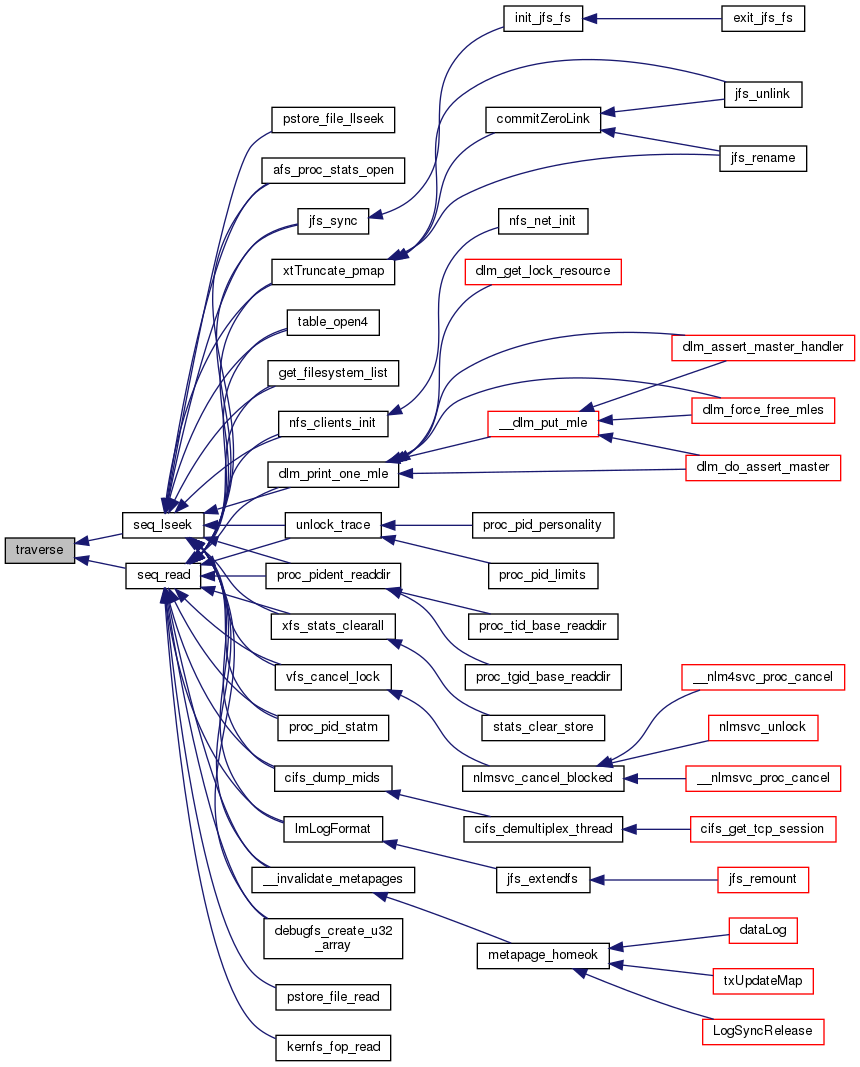 init_jfs_fs
exit_jfs_fs
jfs_unlink
pstore_file_llseek
commitZeroLink
jfs_rename
afs_proc_stats_open
jfs_sync
nfs_net_init
xtTruncate_pmap
dlm_get_lock_resource
table_open4
dlm_assert_master_handler
get_filesystem_list
dlm_force_free_mles
nfs_clients_init
__dlm_put_mle
dlm_print_one_mle
dlm_do_assert_master
seq_lseek
unlock_trace
proc_pid_personality
traverse
seq_read
proc_pident_readdir
proc_pid_limits
xfs_stats_clearall
proc_tid_base_readdir
vfs_cancel_lock
proc_tgid_base_readdir
__nlm4svc_proc_cancel
proc_pid_statm
stats_clear_store
nlmsvc_unlock
cifs_dump_mids
nlmsvc_cancel_blocked
__nlmsvc_proc_cancel
lmLogFormat
cifs_demultiplex_thread
cifs_get_tcp_session
__invalidate_metapages
jfs_extendfs
jfs_remount
debugfs_create_u32
_array
dataLog
metapage_homeok
txUpdateMap
pstore_file_read
LogSyncRelease
kernfs_fop_read